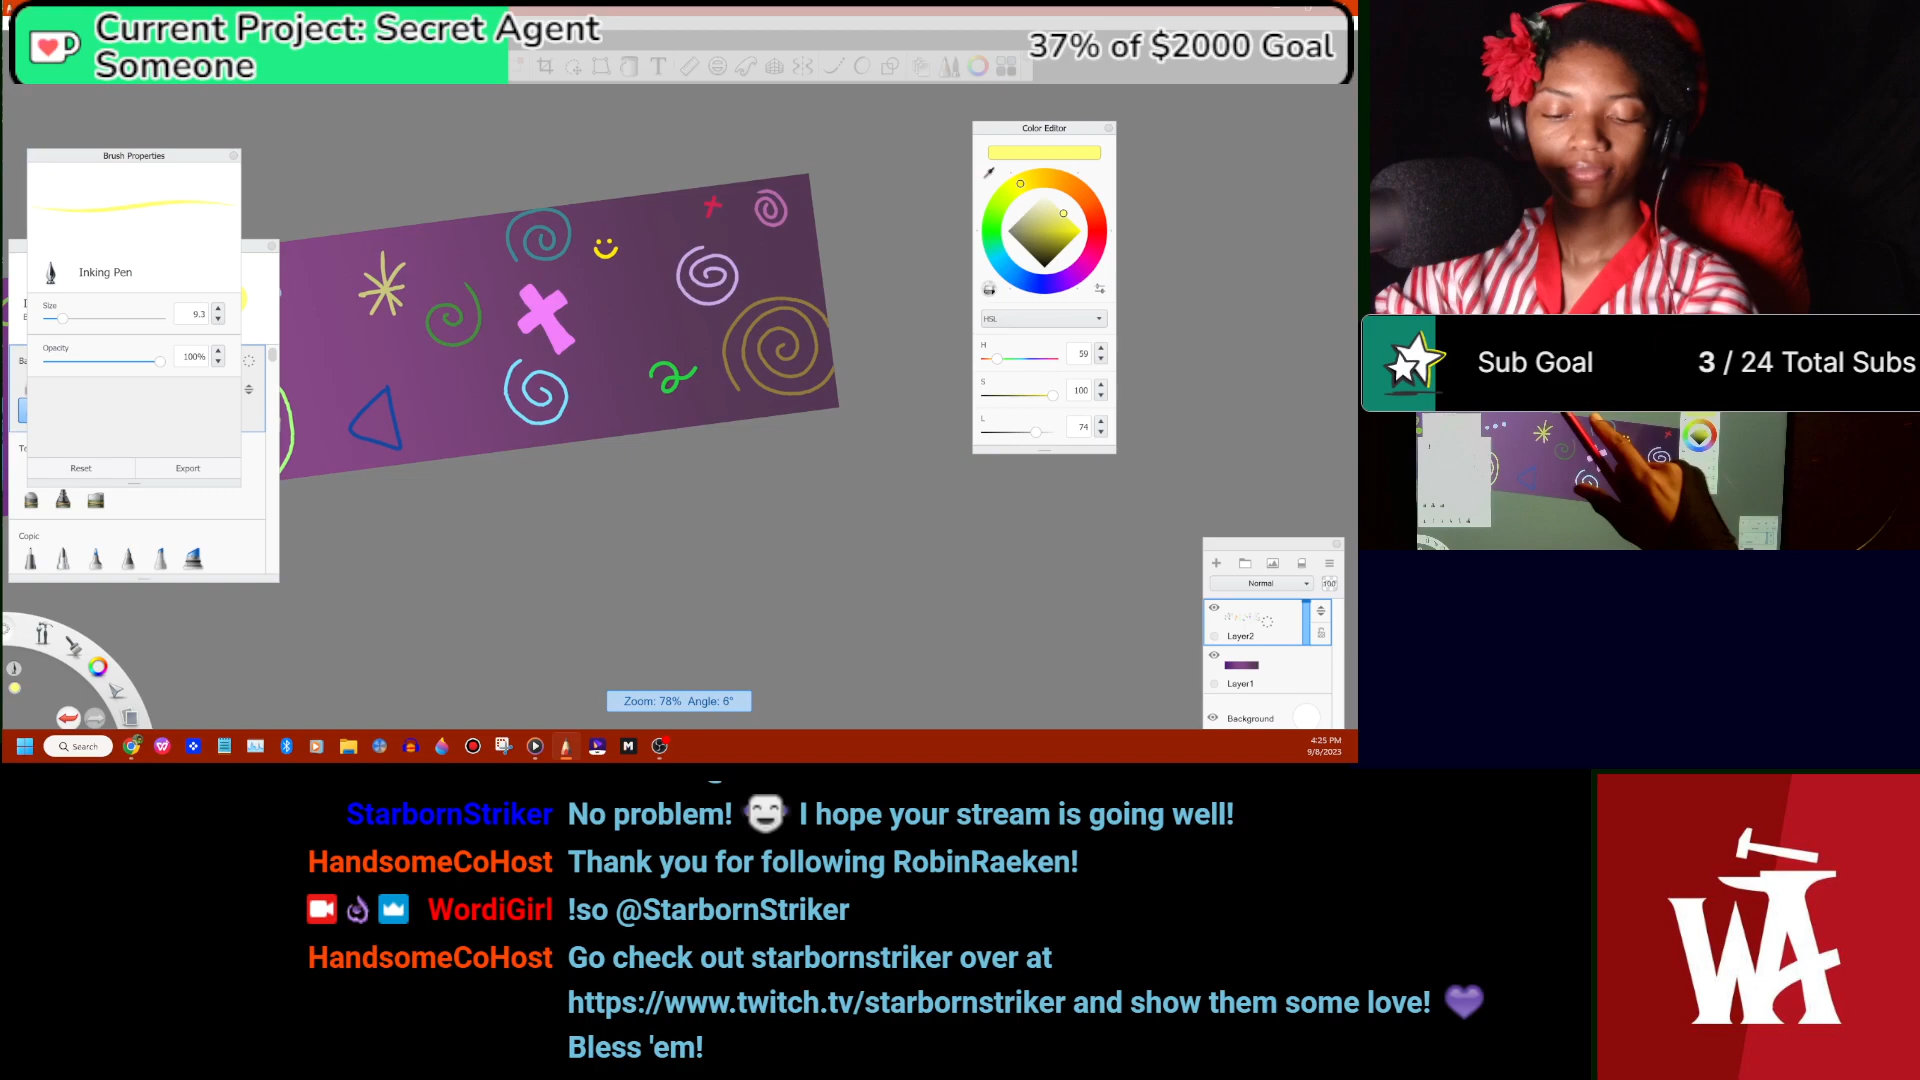 Current Project: Secret Agent
Someone
37% of $2000 Goal
Color Editor
HSL
H
59
S
100
L
74
Brush Properties
Inking Pen
Size
9.3
Opacity
100%
Reset
Export
Copic
Zoom: 78% Angle: 6°
Normal
100
Layer2
Layer1
Background
Search
4:25 PM
9/8/2023
Sub Goal
3 / 24 Total Subs
StarbornStriker No problem! I hope your stream is going well!
HandsomeCoHost Thank you for following RobinRaeken!
WordiGirl !so @StarbornStriker
HandsomeCoHost Go check out starbornstriker over at
https://www.twitch.tv/starbornstriker and show them some love!
Bless 'em!
WA